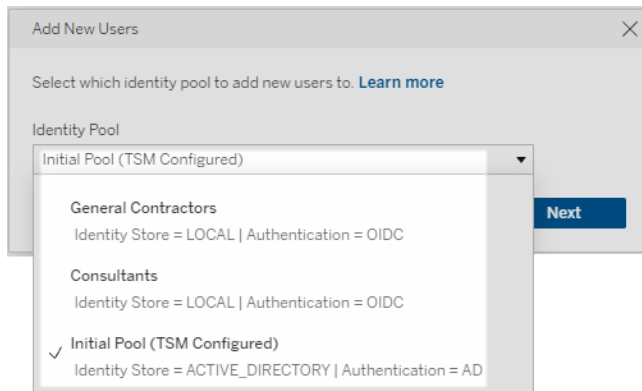 Add New Users
Select which identity pool to add new users to. Learn more
Identity Pool
Initial Pool (TSM Configured)
General Contractors
Identity Store = LOCAL | Authentication = OIDC
Next
Consultants
Identity Store = LOCAL | Authentication = OIDC
Initial Pool (TSM Configured)
Identity Store = ACTIVE_DIRECTORY | Authentication = AD